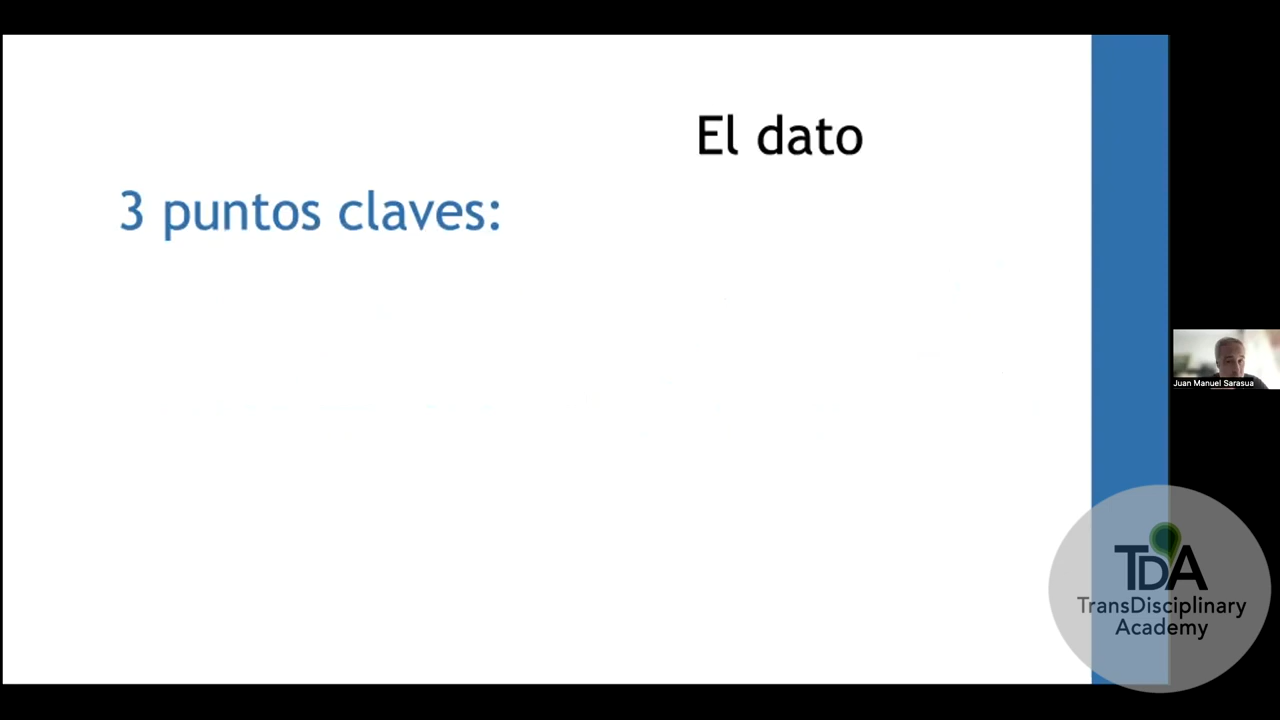 El dato
3 puntos claves:
Juan Manuel Sarasua
TDA
TransDisciplinary
Academy